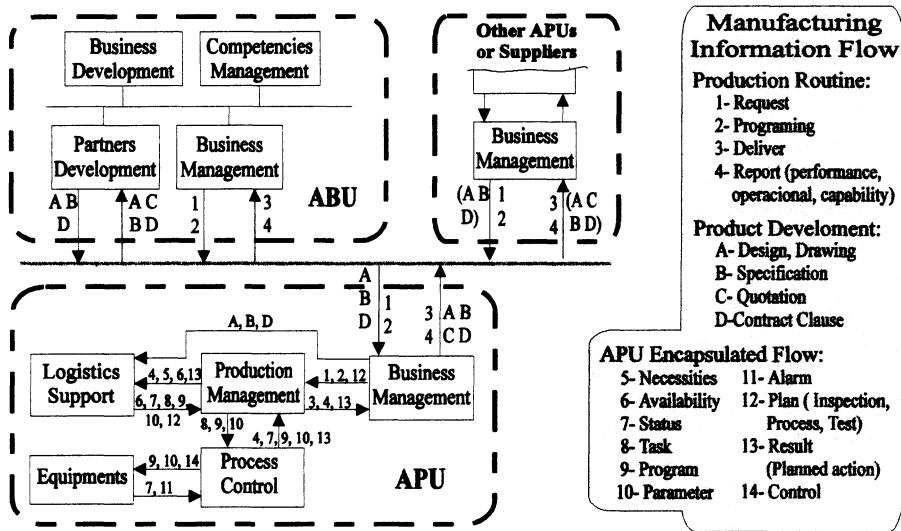 Business
Development
Competencies
Management
Partners
Development
Business
Management
A B
D
A C
B D
1
2
3
4
ABU
Other APUs
or Suppliers
Business
Management
(A B
D)
1
2
3
4
(A C
B D)
A
B
D
1
2
3
4
A B
C D
A, B, D
Logistics
Support
4, 5, 6,13
6, 7, 8, 9
10, 12
Production
Management
1, 2, 12
3, 4, 13
Business
Management
8, 9, 10
4, 7, 9, 10, 13
Equipments
9, 10, 14
7, 11
Process
Control
APU
Manufacturing
Information Flow
Production Routine:
1- Request
2- Programing
3- Deliver
4- Report (performance,
operacional, capability)
Product Develoment:
A- Design, Drawing
B- Specification
C- Quotation
D-Contract Clause
APU Encapsulated Flow:
5- Necessities
6- Availability
7- Status
8- Task
9- Program
10- Parameter
11- Alarm
12- Plan ( Inspection,
Process, Test)
13- Result
(Planned action)
14- Control